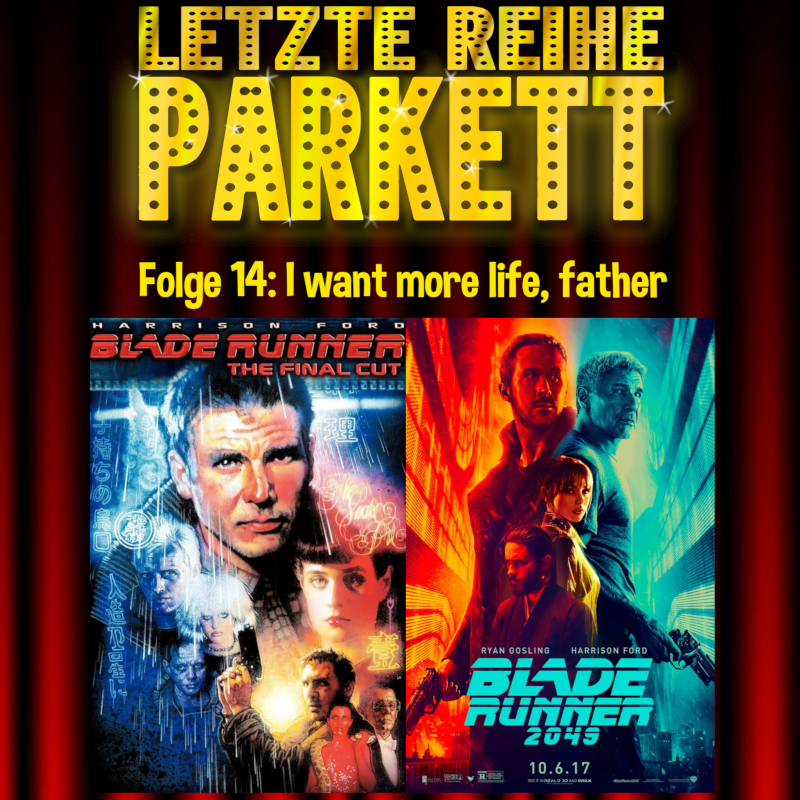 LETZTE REIHE
PARKETT
Folge 14: I want more life, father
HARRISON FORD
BLADE RUNNER
THE FINAL CUT
理
RYAN GOSLING HARRISON FORD
BLADE
RUNNER
2049
10.6.17